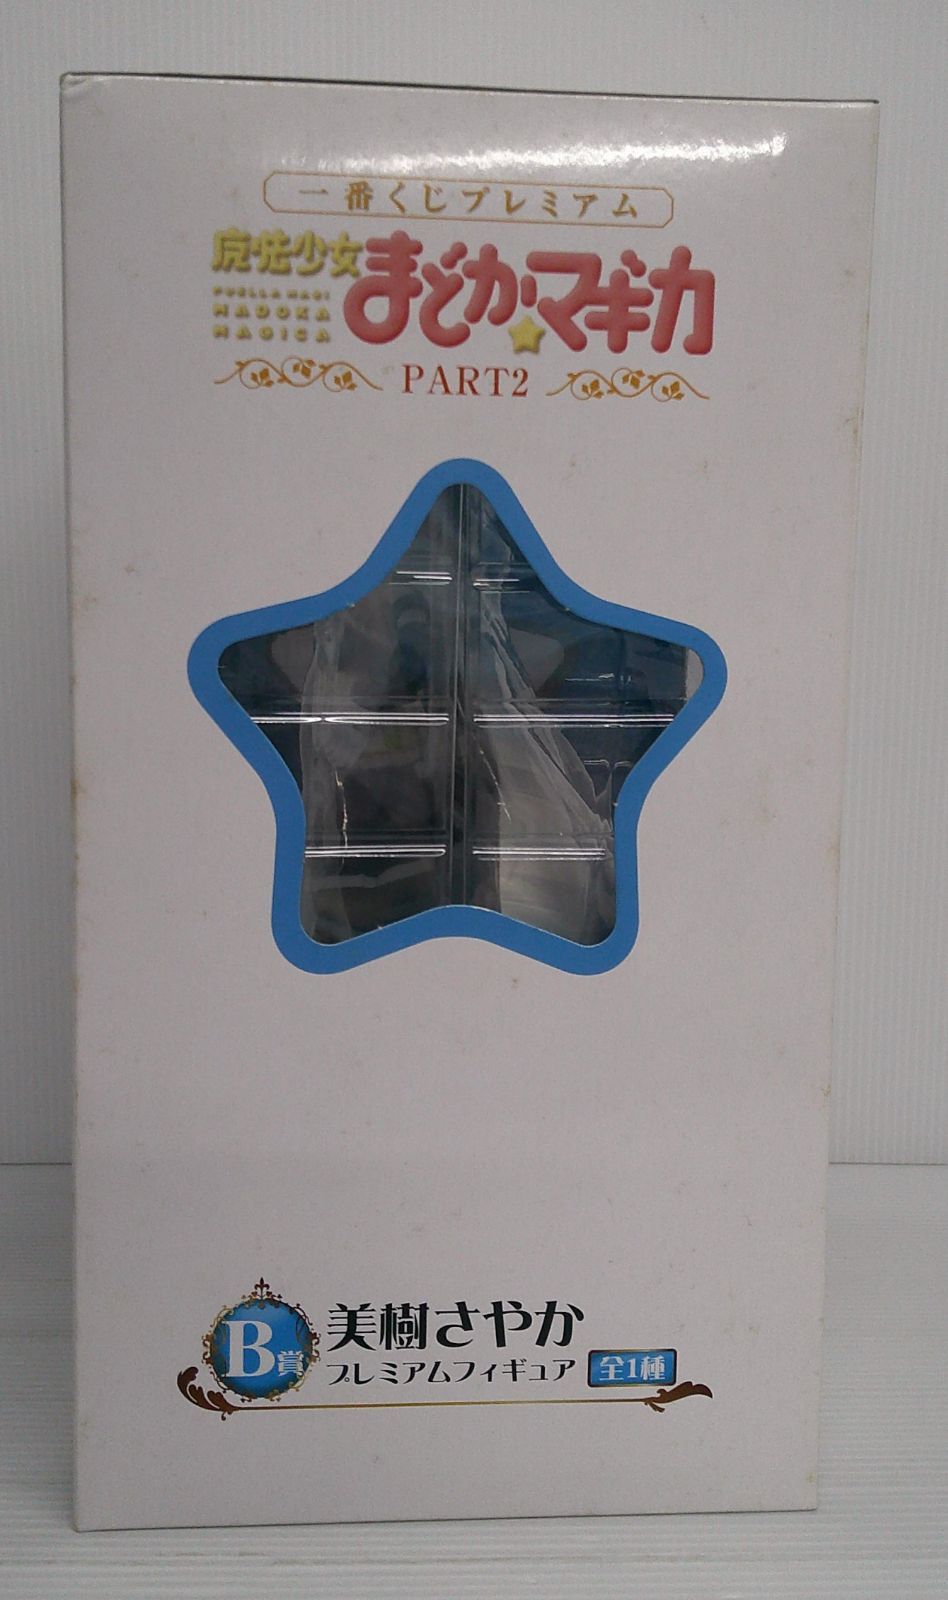 一番くじプレミアム
魔法少女
まどか☆マギカ
PUELLA MAGI
MADOKA
MAGICA
PART2
B賞
美樹さやか
プレミアムフィギュア 全1種